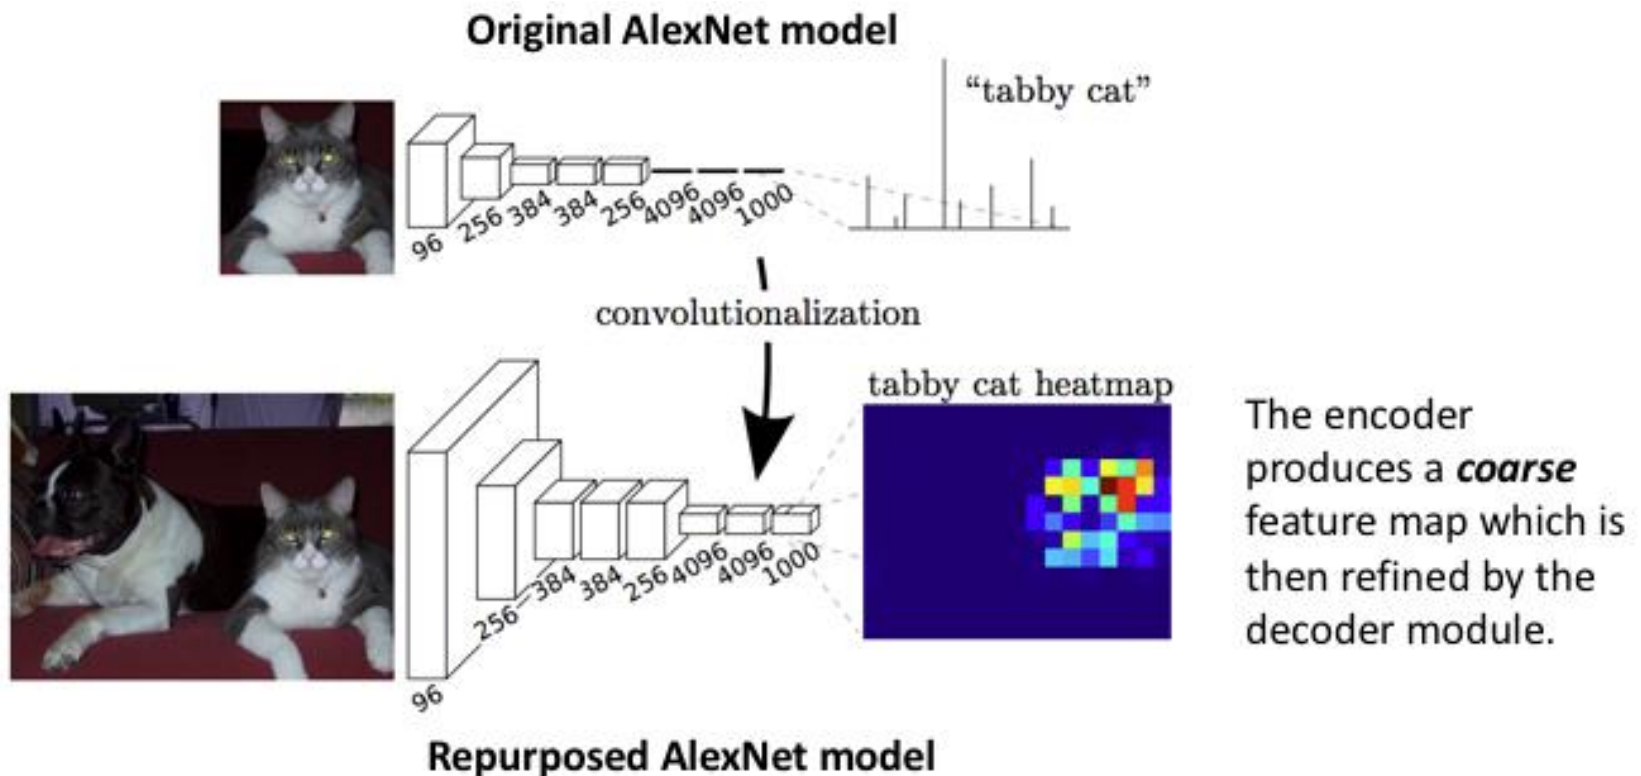 Original AlexNet model
“tabby cat”
96 256 384 384 256 4096 4096 1000
convolutionalization
tabby cat heatmap
96 256 384 384 256 4096 4096 1000
The encoder
produces a coarse
feature map which is
then refined by the
decoder module.
Repurposed AlexNet model